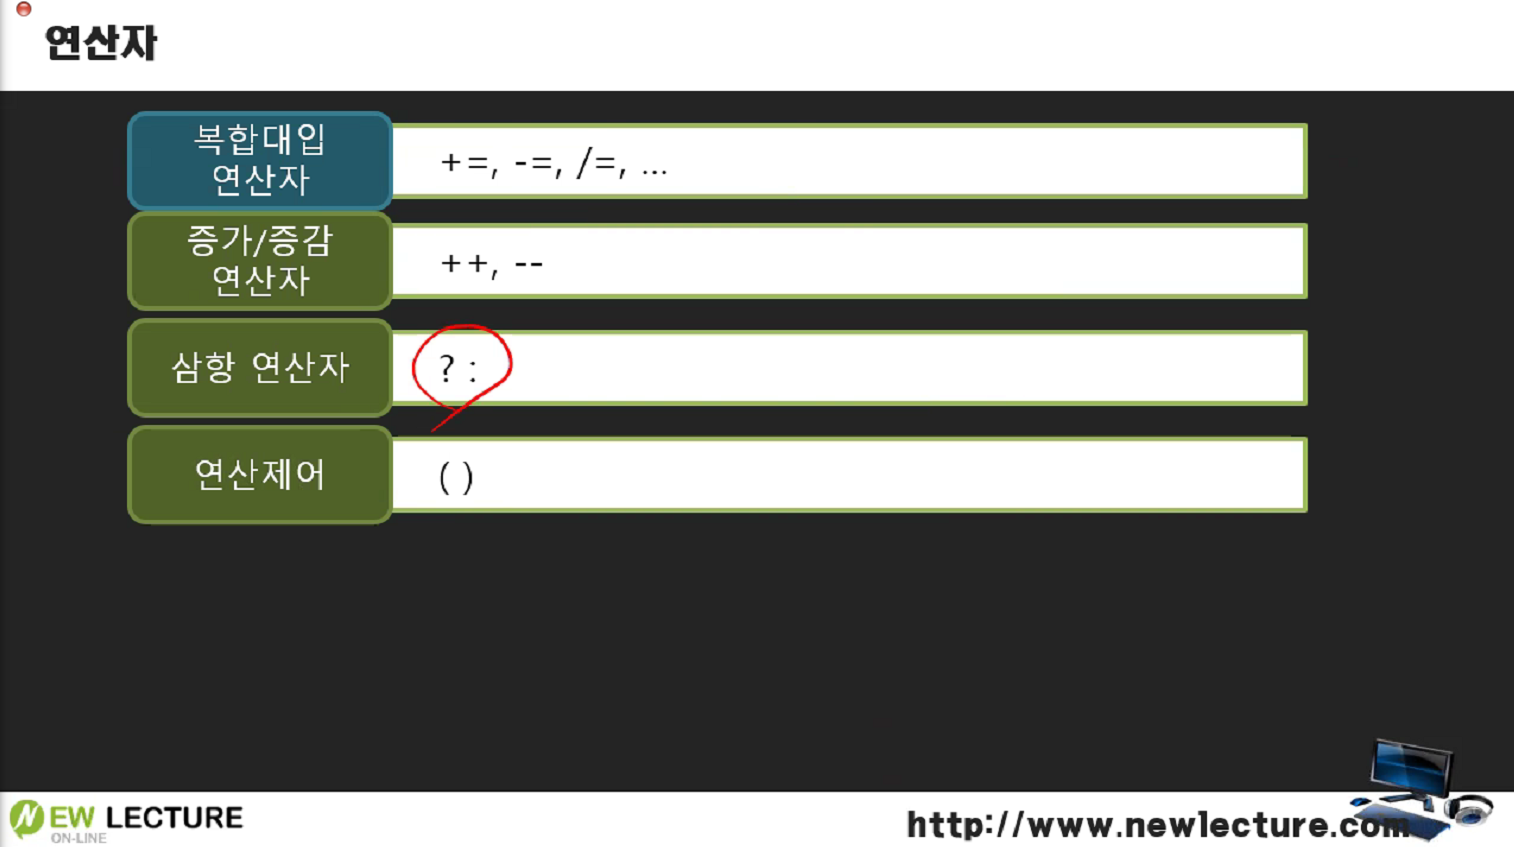 연산자
복합대입
연산자
+=, -=, /=, ...
증가/증감
연산자
++, --
삼항 연산자
? :
연산제어
( )
NEW LECTURE
ON-LINE
http://www.newlecture.com